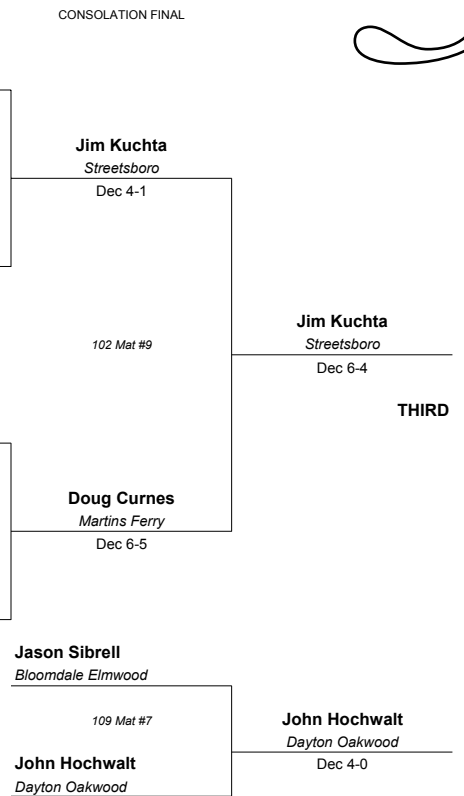 CONSOLATION FINAL
Jim Kuchta
Streetsboro
Dec 4-1
102 Mat #9
Jim Kuchta
Streetsboro
Dec 6-4
THIRD
Doug Curnes
Martins Ferry
Dec 6-5
Jason Sibrell
Bloomdale Elmwood
109 Mat #7
John Hochwalt
Dayton Oakwood
Dec 4-0
John Hochwalt
Dayton Oakwood